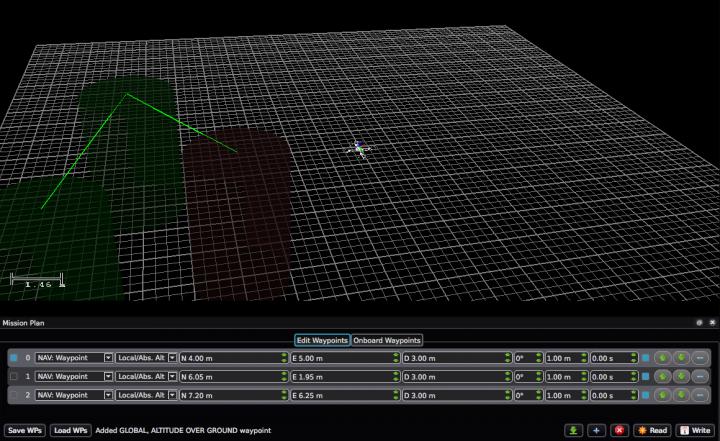 1.46
Mission Plan
Edit Waypoints Onboard Waypoints
0 NAV: Waypoint Local/Abs. Alt N 4.00 m E 5.00 m D 3.00 m 0° 1.00 m 0.00 s
1 NAV: Waypoint Local/Abs. Alt N 6.05 m E 1.95 m D 3.00 m 0° 1.00 m 0.00 s
2 NAV: Waypoint Local/Abs. Alt N 7.20 m E 6.25 m D 3.00 m 0° 1.00 m 0.00 s
Save WPs Load WPs Added GLOBAL, ALTITUDE OVER GROUND waypoint Read Write